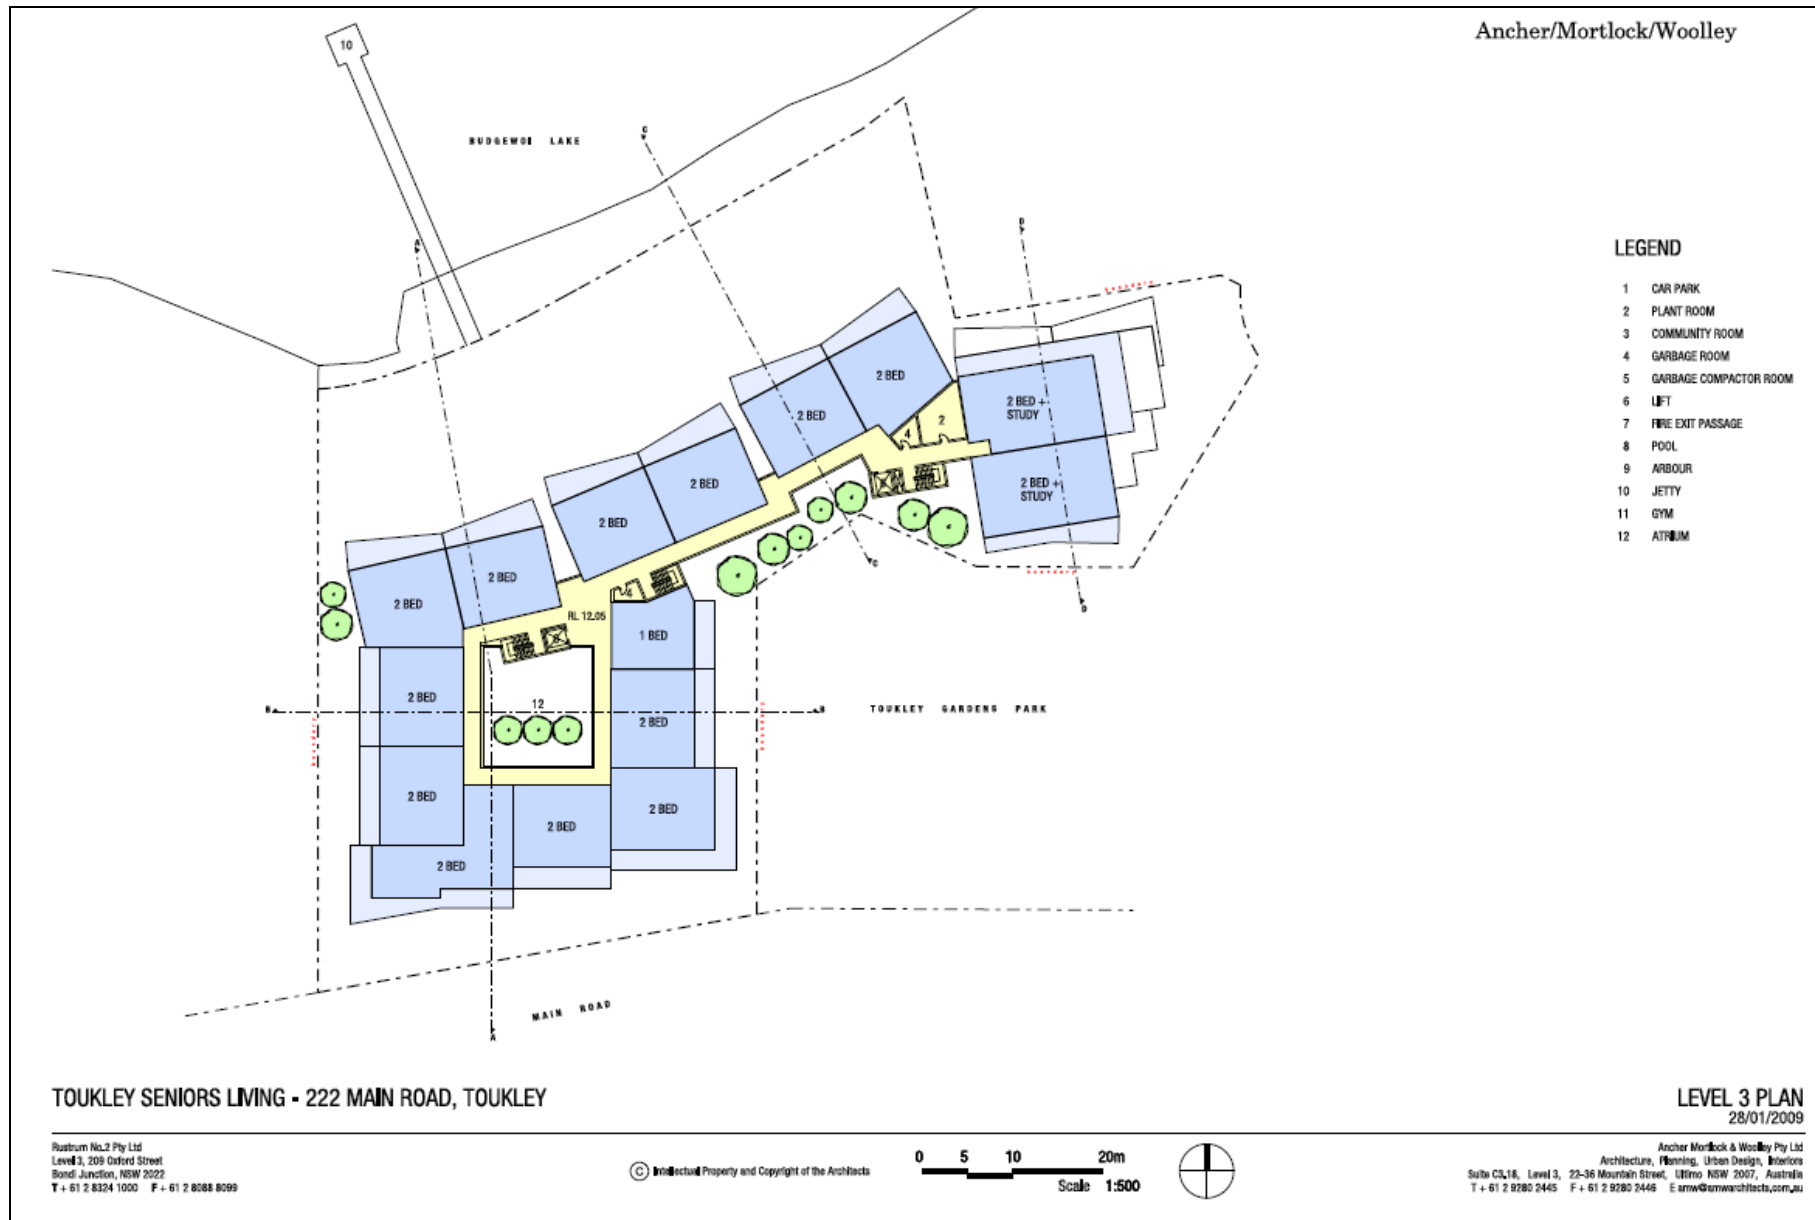 Ancher/Mortlock/Woolley
10
BUDGEWOI LAKE
C
D
A
LEGEND
1 CAR PARK
2 PLANT ROOM
3 COMMUNITY ROOM
4 GARBAGE ROOM
5 GARBAGE COMPACTOR ROOM
6 LIFT
7 FIRE EXIT PASSAGE
8 POOL
9 ARBOUR
10 JETTY
11 GYM
12 ATRIUM
2 BED
2 BED
2 BED +
STUDY
4
2
2 BED
2 BED
6
2 BED +
STUDY
C
2 BED
2 BED
4
D
RL 12.05
1 BED
6
2 BED
12
2 BED
B
B
TOUKLEY GARDENS PARK
2 BED
2 BED
2 BED
2 BED
MAIN ROAD
A
TOUKLEY SENIORS LIVING - 222 MAIN ROAD, TOUKLEY
LEVEL 3 PLAN
28/01/2009
Rustrum No.2 Pty Ltd
Level 3, 209 Oxford Street
Bondi Junction, NSW 2022
T + 61 2 8324 1000 F + 61 2 8088 8099
C Intellectual Property and Copyright of the Architects
0 5 10 20m
Scale 1:500
Ancher Mortlock & Woolley Pty Ltd
Architecture, Planning, Urban Design, Interiors
Suite C3.18, Level 3, 22-36 Mountain Street, Ultimo NSW 2007, Australia
T + 61 2 9280 2445 F + 61 2 9280 2446 E amw@amwarchitects.com.au